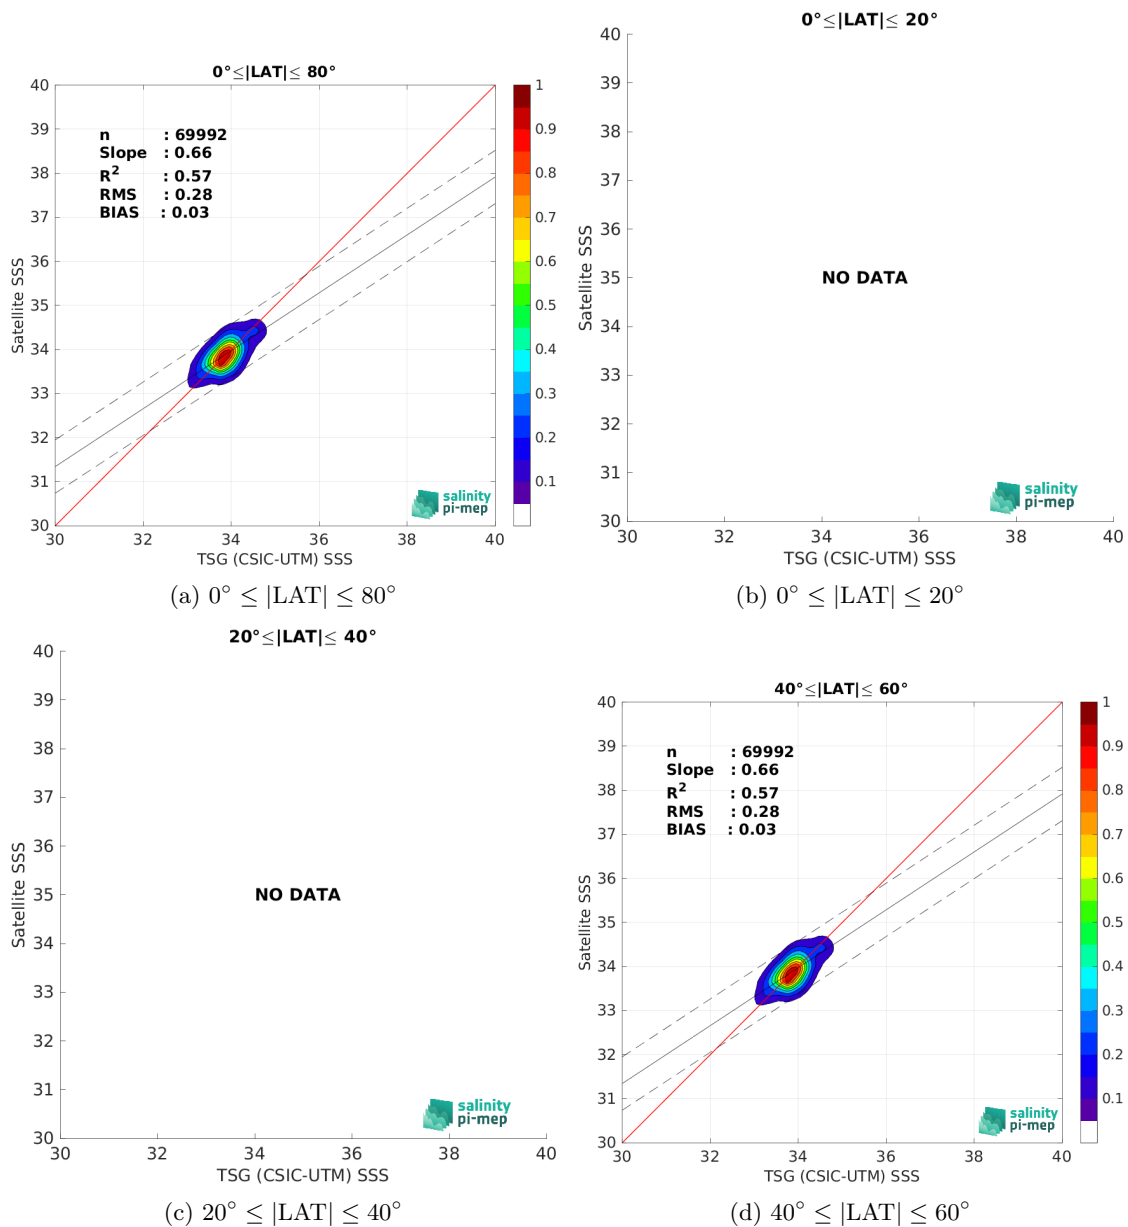 0°≤|LAT|≤ 80°
40
39
38
37
36
35
34
33
32
31
30
Satellite SSS
n : 69992
Slope : 0.66
R² : 0.57
RMS : 0.28
BIAS : 0.03
salinity
pi-mep
30 32 34 36 38 40
TSG (CSIC-UTM) SSS
1
0.9
0.8
0.7
0.6
0.5
0.4
0.3
0.2
0.1
(a) 0° ≤ |LAT| ≤ 80°
0°≤|LAT|≤ 20°
40
39
38
37
36
35
34
33
32
31
30
Satellite SSS
NO DATA
salinity
pi-mep
30 32 34 36 38 40
TSG (CSIC-UTM) SSS
(b) 0° ≤ |LAT| ≤ 20°
20°≤|LAT|≤ 40°
40
39
38
37
36
35
34
33
32
31
30
Satellite SSS
NO DATA
salinity
pi-mep
30 32 34 36 38 40
TSG (CSIC-UTM) SSS
(c) 20° ≤ |LAT| ≤ 40°
40°≤|LAT|≤ 60°
40
39
38
37
36
35
34
33
32
31
30
Satellite SSS
n : 69992
Slope : 0.66
R² : 0.57
RMS : 0.28
BIAS : 0.03
salinity
pi-mep
30 32 34 36 38 40
TSG (CSIC-UTM) SSS
1
0.9
0.8
0.7
0.6
0.5
0.4
0.3
0.2
0.1
(d) 40° ≤ |LAT| ≤ 60°